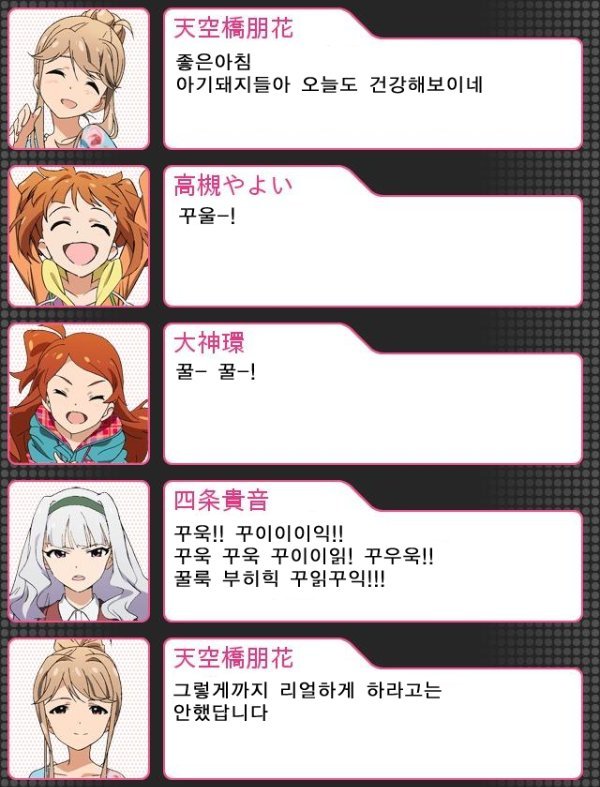 天空橋朋花
좋은아침
아기돼지들아 오늘도 건강해보이네
高槻やよい
꾸울-!
大神環
꿀- 꿀-!
四条貴音
꾸욱!! 꾸이이이익!!
꾸욱 꾸욱 꾸이이읽! 꾸우욱!!
꿀룩 부히힉 꾸읽꾸익!!!
天空橋朋花
그렇게까지 리얼하게 하라고는
안했답니다